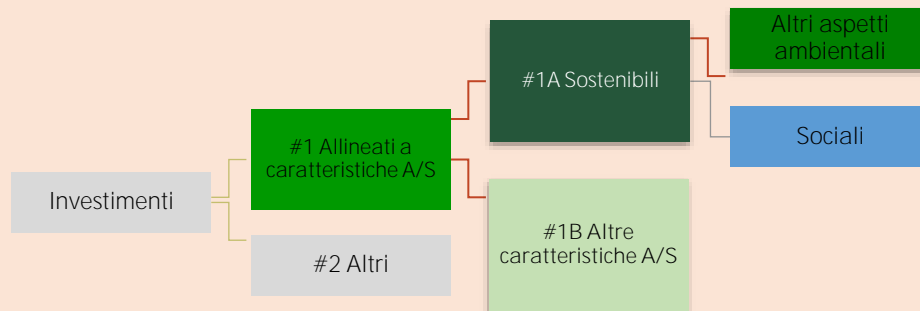 Investimenti
#1 Allineati a
caratteristiche A/S
#2 Altri
#1A Sostenibili
#1B Altre
caratteristiche A/S
Altri aspetti
ambientali
Sociali